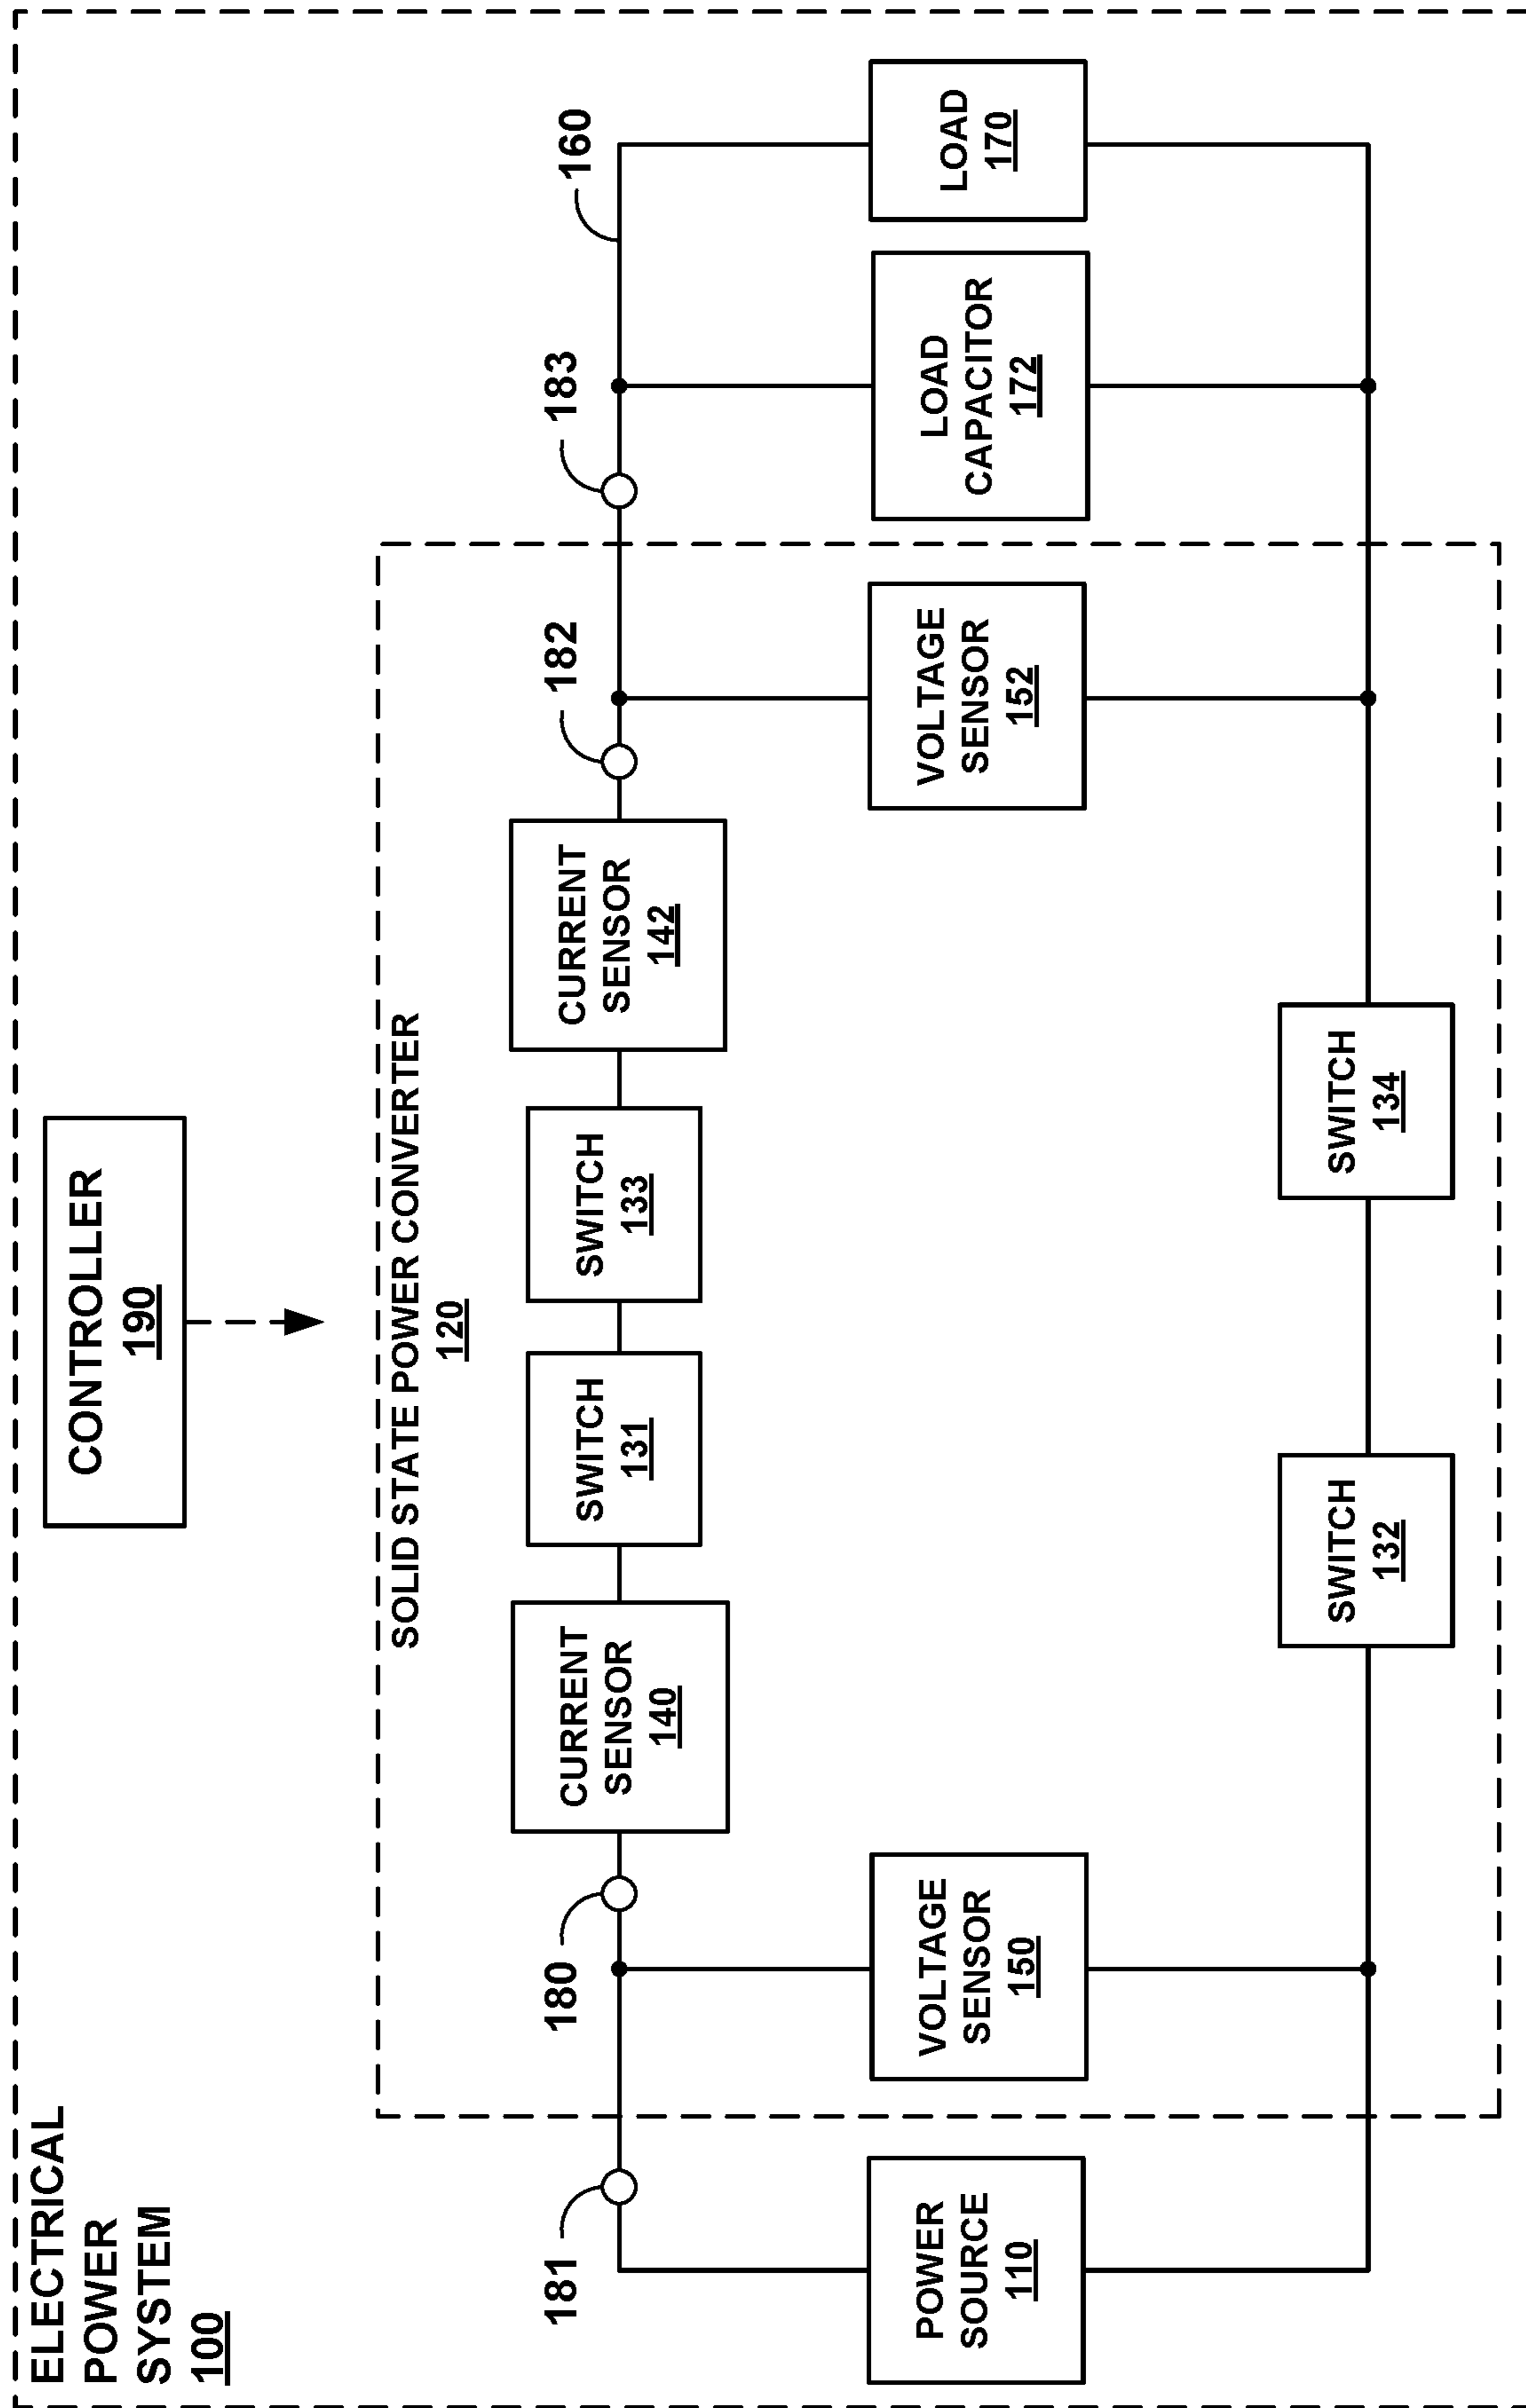 ELECTRICAL
POWER
SYSTEM
100
CONTROLLER
190
SOLID STATE POWER CONVERTER
120
181
180
182
183
160
CURRENT
SENSOR
140
SWITCH
131
SWITCH
133
CURRENT
SENSOR
142
POWER
SOURCE
110
VOLTAGE
SENSOR
150
VOLTAGE
SENSOR
152
LOAD
CAPACITOR
172
LOAD
170
SWITCH
132
SWITCH
134